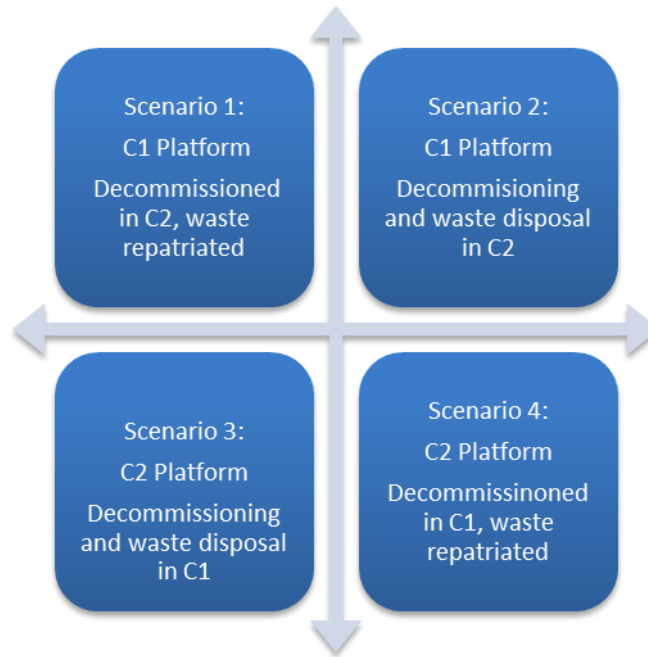 Scenario 1:
C1 Platform
Decommissioned
in C2, waste
repatriated
Scenario 2:
C1 Platform
Decommisioning
and waste disposal
in C2
Scenario 3:
C2 Platform
Decommissioning
and waste disposal
in C1
Scenario 4:
C2 Platform
Decommissinoned
in C1, waste
repatriated